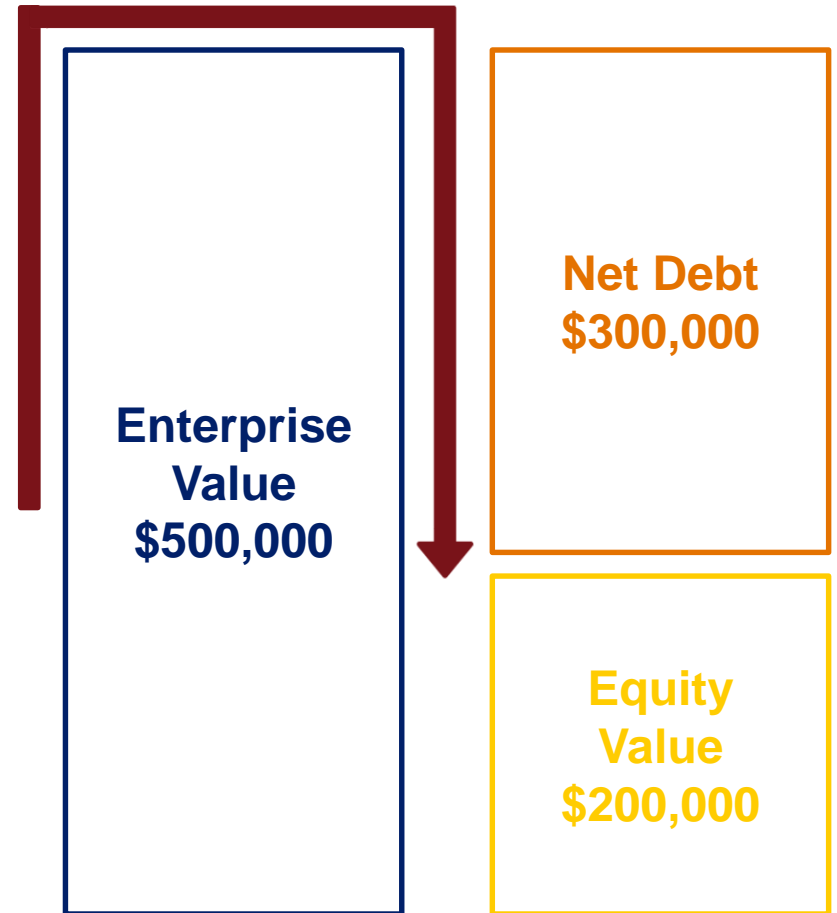 Enterprise
Value
$500,000
Net Debt
$300,000
Equity
Value
$200,000